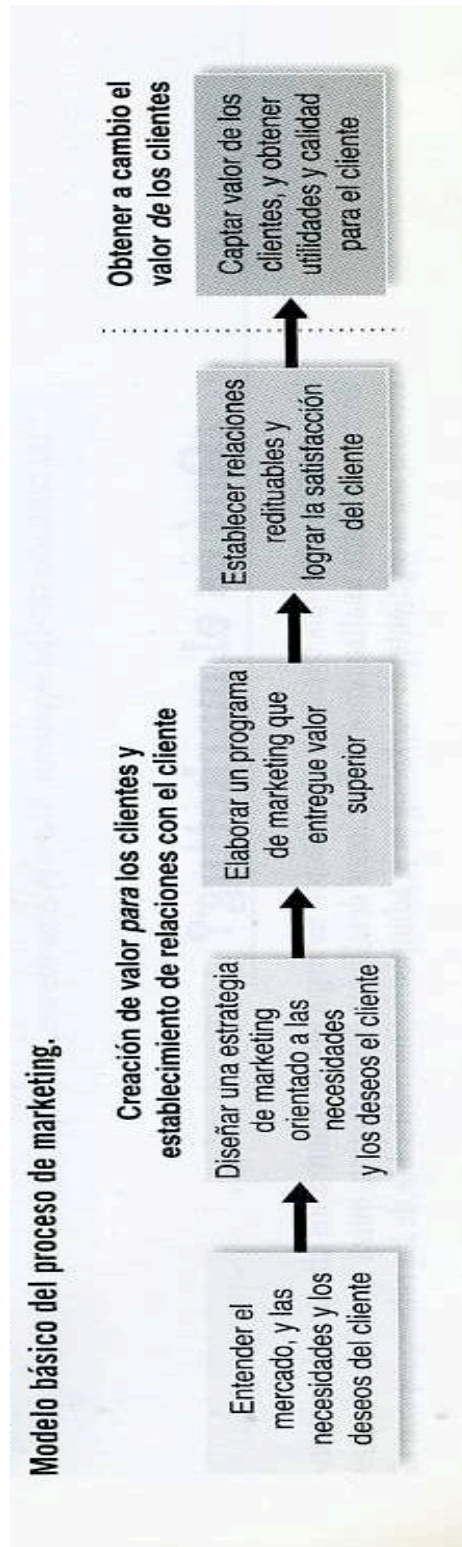 Modelo básico del proceso de marketing.
Creación de valor para los clientes y
establecimiento de relaciones con el cliente
Obtener a cambio el
valor de los clientes
Entender el
mercado, y las
necesidades y los
deseos del cliente
Diseñar una estrategia
de marketing
orientado a las
necesidades
y los deseos el cliente
Elaborar un programa
de marketing que
entregue valor
superior
Establecer relaciones
redituables y
lograr la satisfacción
del cliente
Captar valor de los
clientes, y obtener
utilidades y calidad
para el cliente